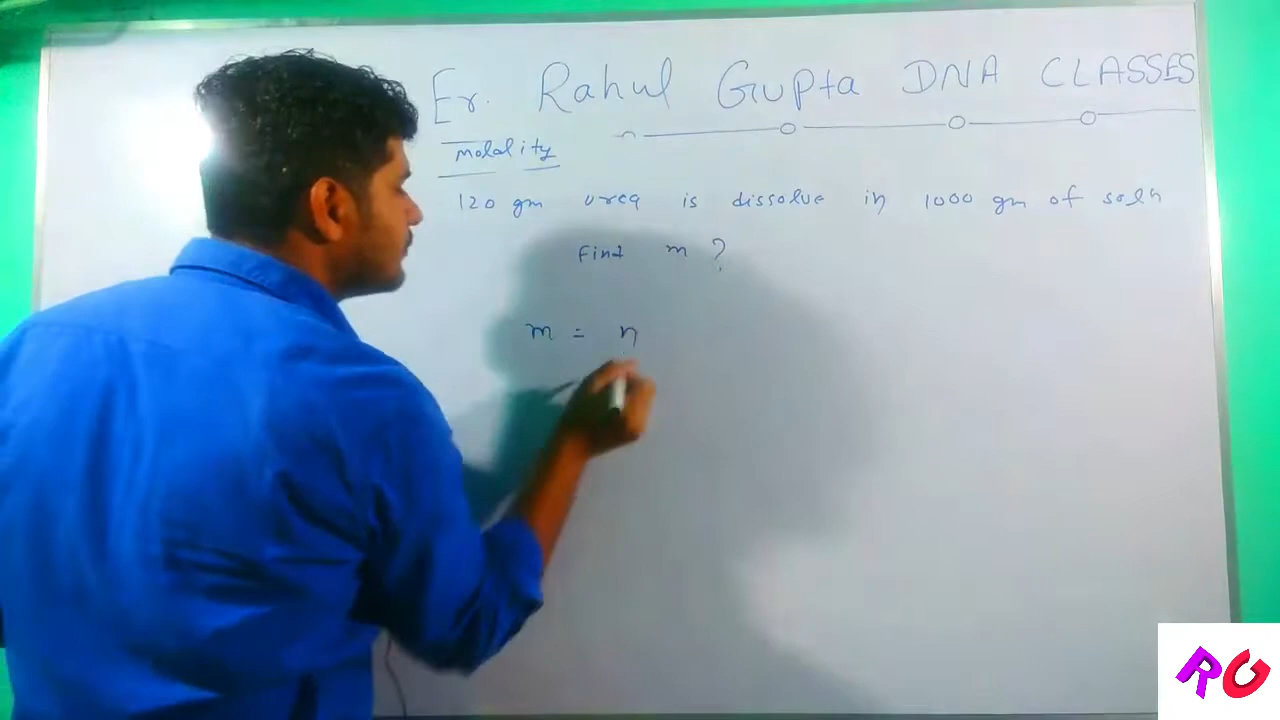 Er. Rahul Gupta DNA CLASSES
Molality
120 gm urea is dissolve in 1000 gm of soln
Find m ?
m = n
RG